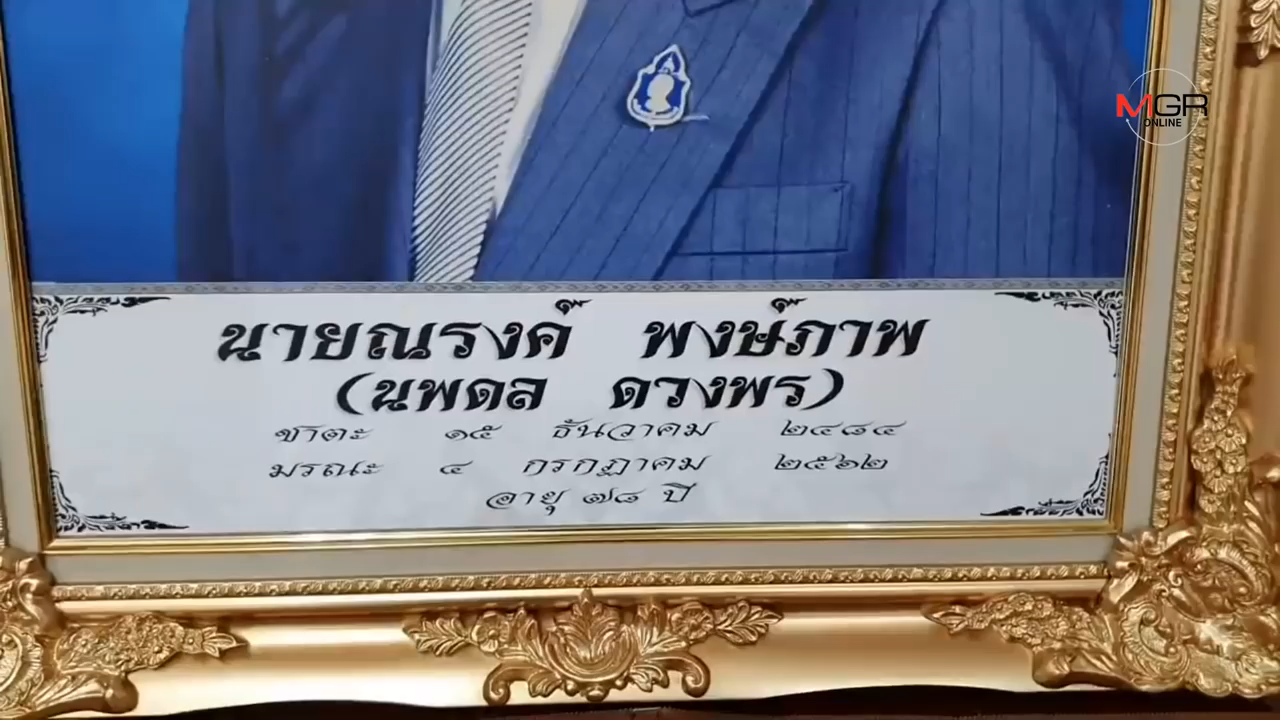 MGR
ONLINE
นายณรงค์ พงษ์ภาพ
(นพดล ดวงพร)
ชาตะ ๑๕ ธันวาคม ๒๔๘๔
มรณะ ๔ กรกฎาคม ๒๕๖๒
อายุ ๗๘ ปี